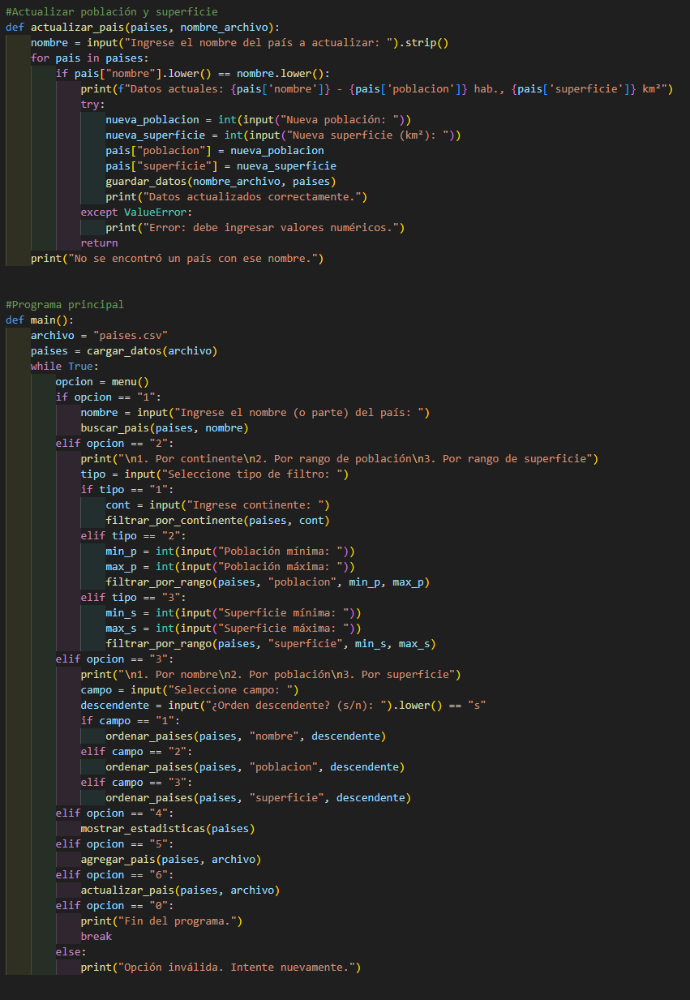 #Actualizar población y superficie
def actualizar_pais(paises, nombre_archivo):
    nombre = input("Ingrese el nombre del país a actualizar: ").strip()
    for pais in paises:
        if pais["nombre"].lower() == nombre.lower():
            print(f"Datos actuales: {pais['nombre']} - {pais['poblacion']} hab., {pais['superficie']} km²")
            try:
                nueva_poblacion = int(input("Nueva población: "))
                nueva_superficie = int(input("Nueva superficie (km²): "))
                pais["poblacion"] = nueva_poblacion
                pais["superficie"] = nueva_superficie
                guardar_datos(nombre_archivo, paises)
                print("Datos actualizados correctamente.")
            except ValueError:
                print("Error: debe ingresar valores numéricos.")
            return
    print("No se encontró un país con ese nombre.")
#Programa principal
def main():
    archivo = "paises.csv"
    paises = cargar_datos(archivo)
    while True:
        opcion = menu()
        if opcion == "1":
            nombre = input("Ingrese el nombre (o parte) del país: ")
            buscar_pais(paises, nombre)
        elif opcion == "2":
            print("\n1. Por continente\n2. Por rango de población\n3. Por rango de superficie")
            tipo = input("Seleccione tipo de filtro: ")
            if tipo == "1":
                cont = input("Ingrese continente: ")
                filtrar_por_continente(paises, cont)
            elif tipo == "2":
                min_p = int(input("Población mínima: "))
                max_p = int(input("Población máxima: "))
                filtrar_por_rango(paises, "poblacion", min_p, max_p)
            elif tipo == "3":
                min_s = int(input("Superficie mínima: "))
                max_s = int(input("Superficie máxima: "))
                filtrar_por_rango(paises, "superficie", min_s, max_s)
        elif opcion == "3":
            print("\n1. Por nombre\n2. Por población\n3. Por superficie")
            campo = input("Seleccione campo: ")
            descendente = input("¿Orden descendente? (s/n): ").lower() == "s"
            if campo == "1":
                ordenar_paises(paises, "nombre", descendente)
            elif campo == "2":
                ordenar_paises(paises, "poblacion", descendente)
            elif campo == "3":
                ordenar_paises(paises, "superficie", descendente)
        elif opcion == "4":
            mostrar_estadisticas(paises)
        elif opcion == "5":
            agregar_pais(paises, archivo)
        elif opcion == "6":
            actualizar_pais(paises, archivo)
        elif opcion == "0":
            print("Fin del programa.")
            break
        else:
            print("Opción inválida. Intente nuevamente.")